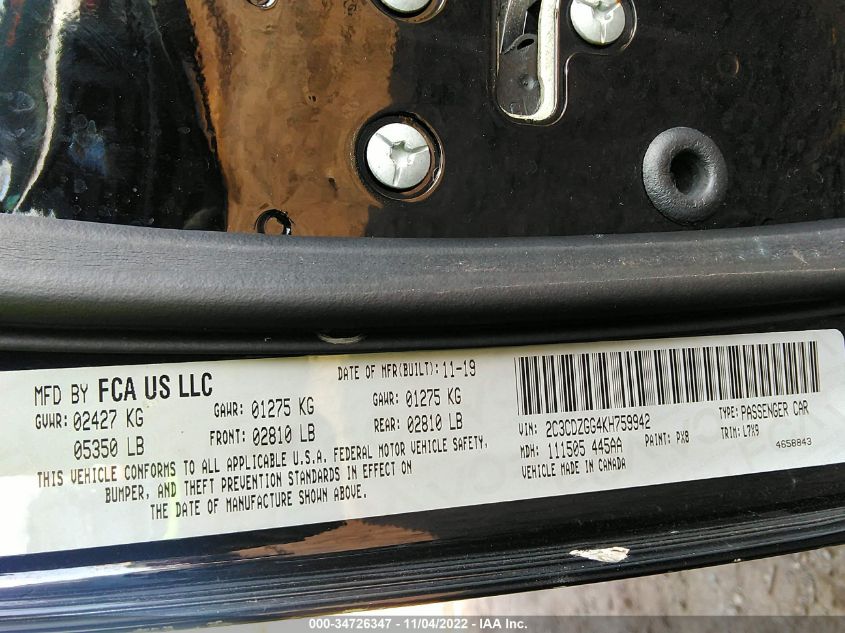 MFD BY FCA US LLC
DATE OF MFR(BUILT): 11-19
GVWR: 02427 KG
GAWR: 01275 KG
GAWR: 01275 KG
05350 LB
FRONT: 02810 LB
REAR: 02810 LB
THIS VEHICLE CONFORMS TO ALL APPLICABLE U.S.A. FEDERAL MOTOR VEHICLE SAFETY,
BUMPER, AND THEFT PREVENTION STANDARDS IN EFFECT ON
THE DATE OF MANUFACTURE SHOWN ABOVE.
VIN: 2C3CDZGG4KH759942
TYPE: PASSENGER CAR
MDH: 111505 445AA
PAINT: PX8
TRIM: L7X9
VEHICLE MADE IN CANADA
4658843
000-34726347 - 11/04/2022 - IAA Inc.